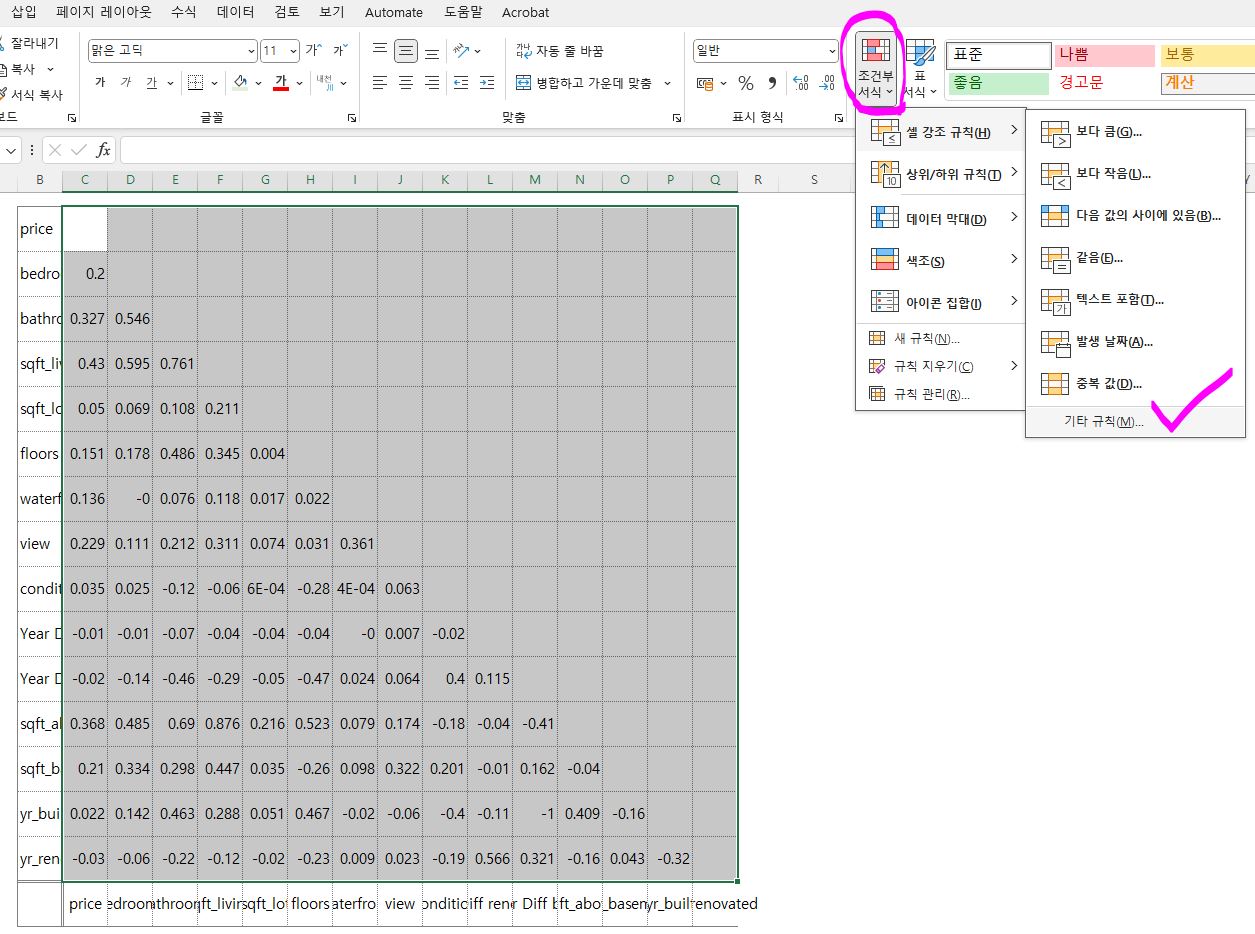 삽입 페이지 레이아웃 수식 데이터 검토 보기 Automate 도움말 Acrobat
잘라내기
복사
서식 복사
보드
맑은 고딕 11 가^ 가ˇ
가 가 가 가 내천
글꼴
자동 줄 바꿈
병합하고 가운데 맞춤
맞춤
일반
% ,
표시 형식
조건부
서식
표
서식
표준 나쁨 보통
좋음 경고문 계산
fx
셀 강조 규칙(H)
상위/하위 규칙(T)
데이터 막대(D)
색조(S)
아이콘 집합(I)
새 규칙(N)...
규칙 지우기(C)
규칙 관리(R)...
보다 큼(G)...
보다 작음(L)...
다음 값의 사이에 있음(B)...
같음(E)...
텍스트 포함(T)...
발생 날짜(A)...
중복 값(D)...
기타 규칙(M)...
B C D E F G H I J K L M N O P Q R S
price
bedroo 0.2
bathro 0.327 0.546
sqft_liv 0.43 0.595 0.761
sqft_lo 0.05 0.069 0.108 0.211
floors 0.151 0.178 0.486 0.345 0.004
waterf 0.136 -0 0.076 0.118 0.017 0.022
view 0.229 0.111 0.212 0.311 0.074 0.031 0.361
condit 0.035 0.025 -0.12 -0.06 6E-04 -0.28 4E-04 0.063
Year D -0.01 -0.01 -0.07 -0.04 -0.04 -0.04 -0 0.007 -0.02
Year D -0.02 -0.14 -0.46 -0.29 -0.05 -0.47 0.024 0.064 0.4 0.115
sqft_al 0.368 0.485 0.69 0.876 0.216 0.523 0.079 0.174 -0.18 -0.04 -0.41
sqft_b 0.21 0.334 0.298 0.447 0.035 -0.26 0.098 0.322 0.201 -0.01 0.162 -0.04
yr_bui 0.022 0.142 0.463 0.288 0.051 0.467 -0.02 -0.06 -0.4 -0.11 -1 0.409 -0.16
yr_ren -0.03 -0.06 -0.22 -0.12 -0.02 -0.23 0.009 0.023 -0.19 0.566 0.321 -0.16 0.043 -0.32
price edroom throom ft_livin sqft_lot floors aterfro view onditio iff reno r Diff b ft_abo _basem yr_built renovated